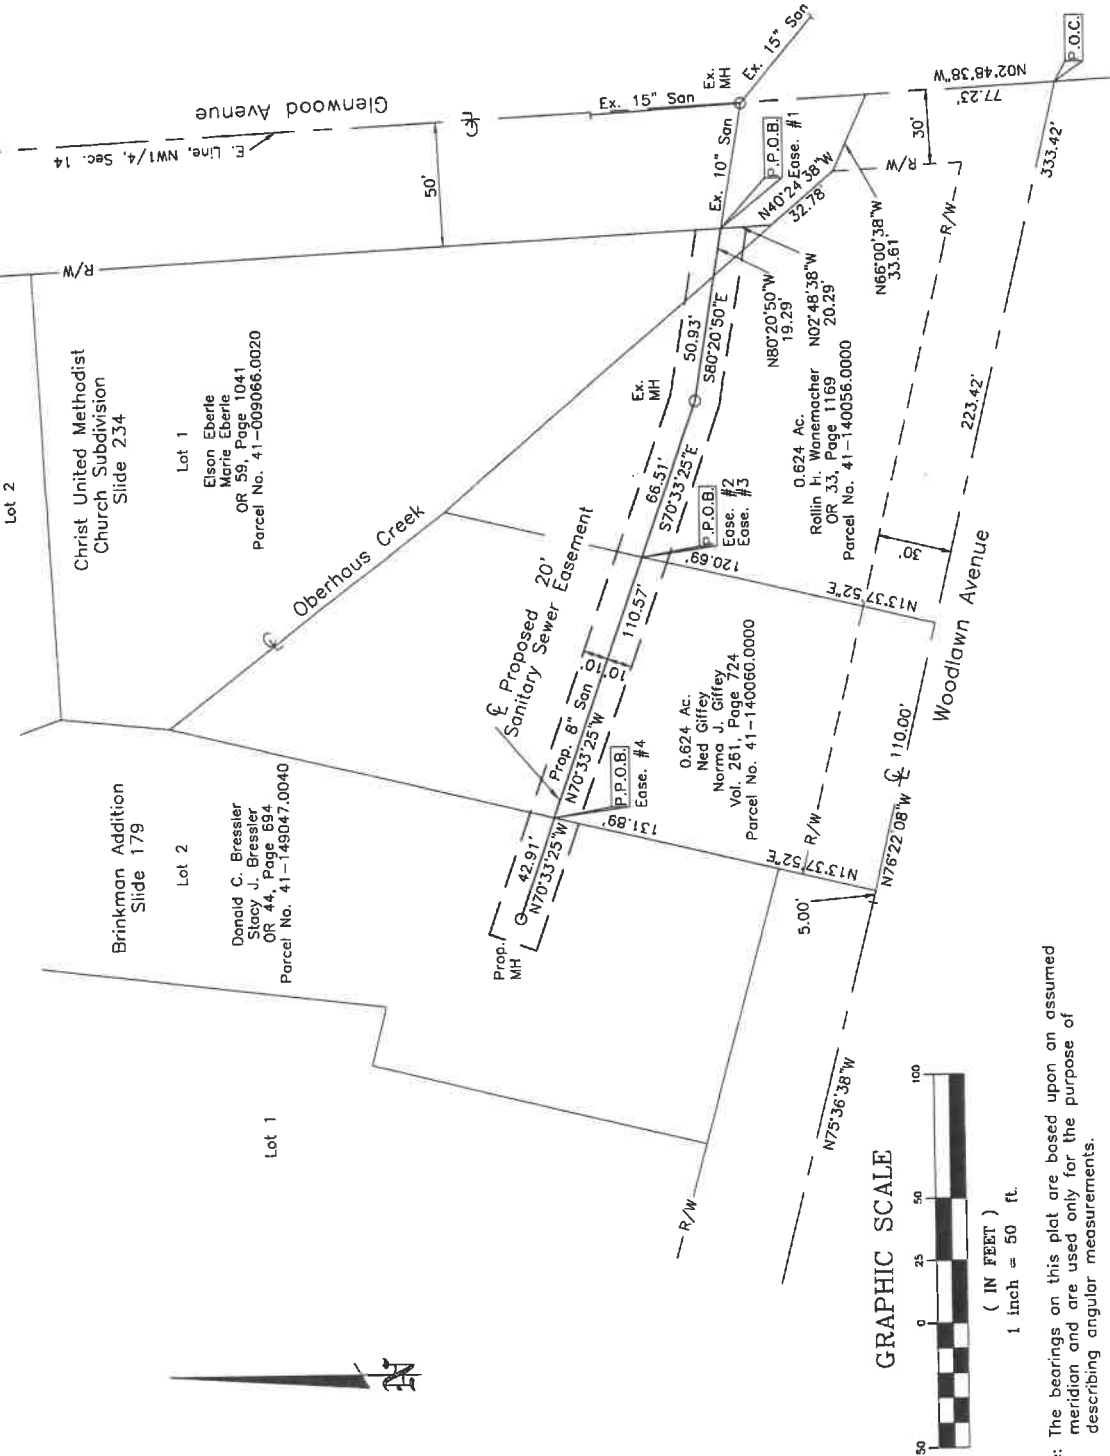 Lot 2
Christ United Methodist
Church Subdivision
Slide 234
Lot 1
Elson Eberle
Marie Eberle
OR 59, Page 1041
Parcel No. 41-009066.0020
R/W
E. Line, NW1/4, Sec. 14
Glenwood Avenue
50'
Ex. 15" San
Ex.
MH
Ex. 15" San
Ex. 10" San
P.P.O.B.
Ease. #1
N40°24'38"W
32.78'
N02°48'38"W
77.23'
30'
R/W
P.O.C.
333.42'
N66°00'38"W
33.61
R/W
N80°20'50"W
19.29'
N02°48'38"W
20.29'
50.93'
S80°20'50"E
Ex.
MH
66.51'
S70°33'25"E
0.624 Ac.
Rollin H. Wanemacher
OR 33, Page 1169
Parcel No. 41-140056.0000
P.P.O.B.
Ease. #2
Ease. #3
120.69'
N13°37'52"E
30'
223.42'
Woodlawn Avenue
Oberhaus Creek
Proposed 20'
Sanitary Sewer Easement
110.57'
10'
10'
Prop. 8" San
N70°33'25"W
P.P.O.B.
Ease. #4
0.624 Ac.
Ned Giffey
Norma J. Giffey
Vol. 261, Page 724
Parcel No. 41-140060.0000
131.89'
N13°37'52"E
R/W
N76°22'08"W
110.00'
5.00'
Brinkman Addition
Slide 179
Lot 2
Donald C. Bressler
Stacy J. Bressler
OR 44, Page 694
Parcel No. 41-149047.0040
42.91'
N70°33'25"W
Prop.
MH
Lot 1
R/W
N75°36'38"W
N
GRAPHIC SCALE
50 0 25 50 100
( IN FEET )
1 inch = 50 ft.
: The bearings on this plat are based upon an assumed
meridian and are used only for the purpose of
describing angular measurements.